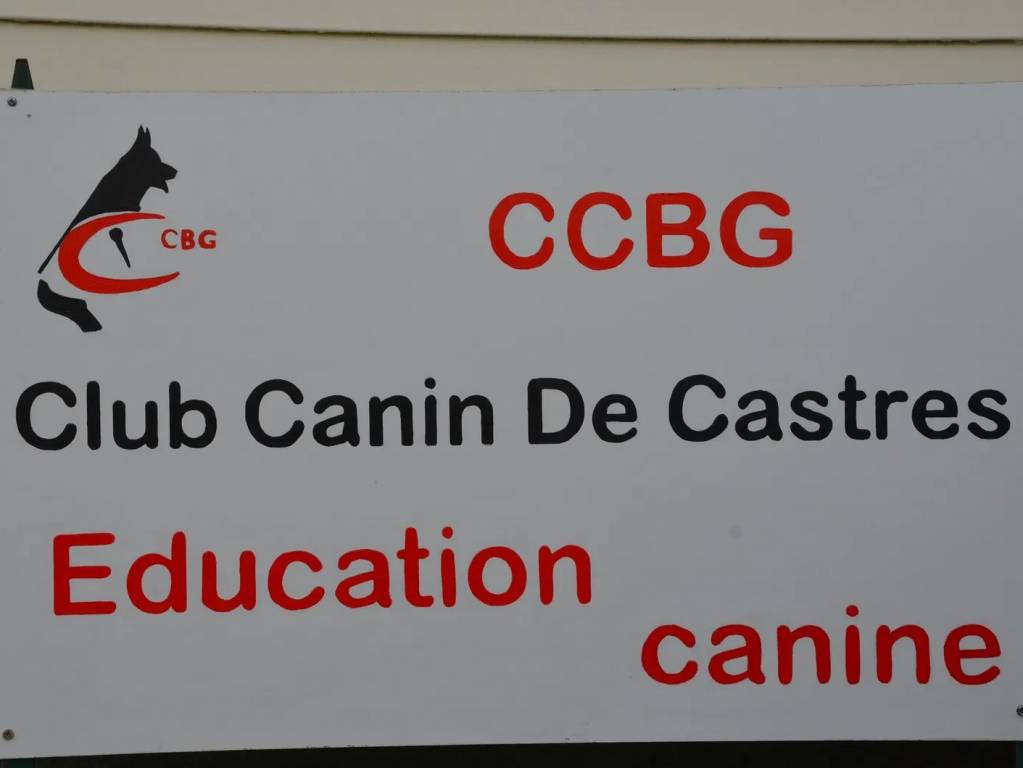 CCBG
CBG
Club Canin De Castres
Education
canine